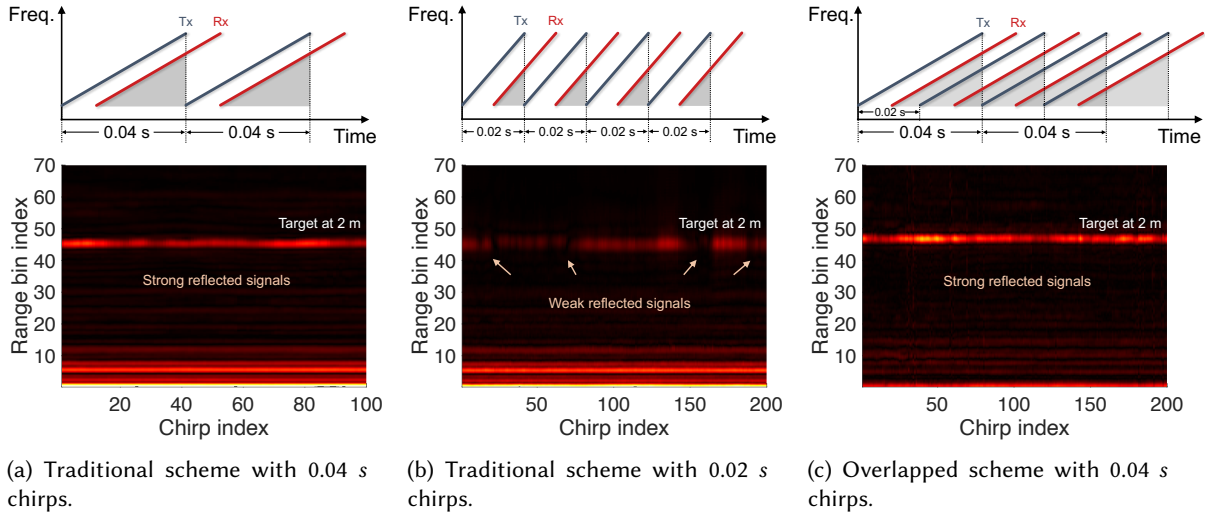 Freq.
Tx Rx
0.04 s 0.04 s
Time
Freq.
Tx Rx
0.02 s 0.02 s 0.02 s 0.02 s
Time
Freq.
Tx Rx
0.02 s
0.04 s 0.04 s
Time
Range bin index
70
60
50
40
30
20
10
Target at 2 m
Strong reflected signals
20 40 60 80 100
Chirp index
Range bin index
70
60
50
40
30
20
10
Target at 2 m
Weak reflected signals
50 100 150 200
Chirp index
Range bin index
70
60
50
40
30
20
10
Target at 2 m
Strong reflected signals
50 100 150 200
Chirp index
(a) Traditional scheme with 0.04 s
chirps.
(b) Traditional scheme with 0.02 s
chirps.
(c) Overlapped scheme with 0.04 s
chirps.